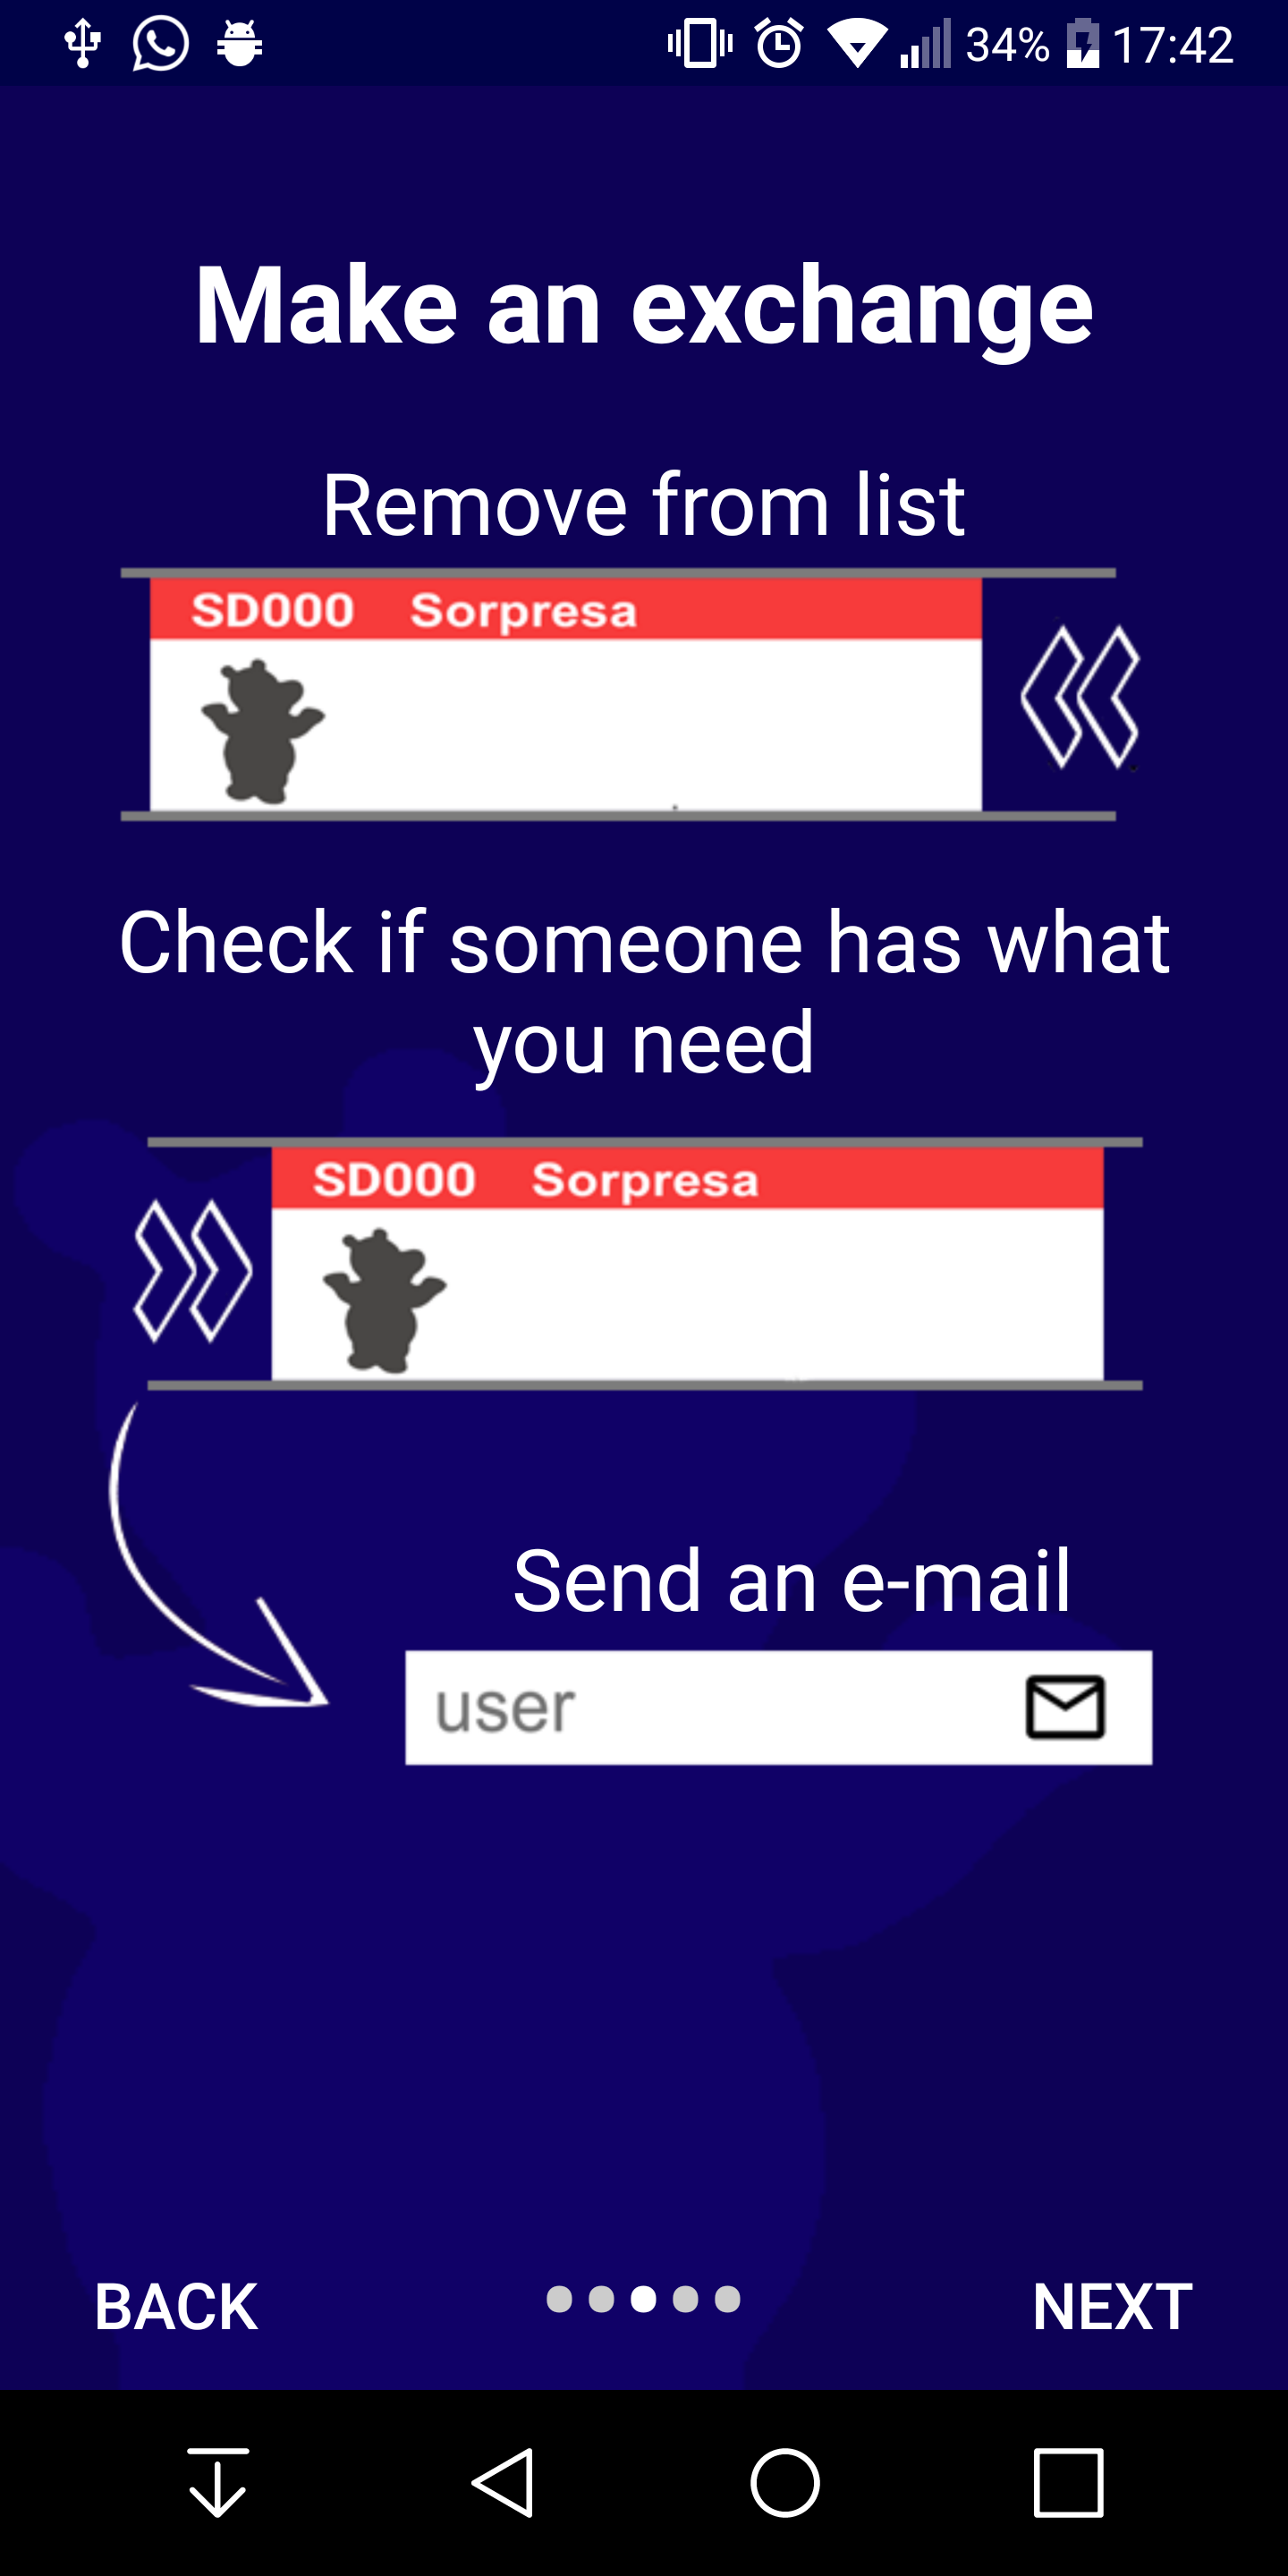 34% 17:42
Make an exchange
Remove from list
SD000 Sorpresa
Check if someone has what
you need
SD000 Sorpresa
Send an e-mail
user
BACK NEXT